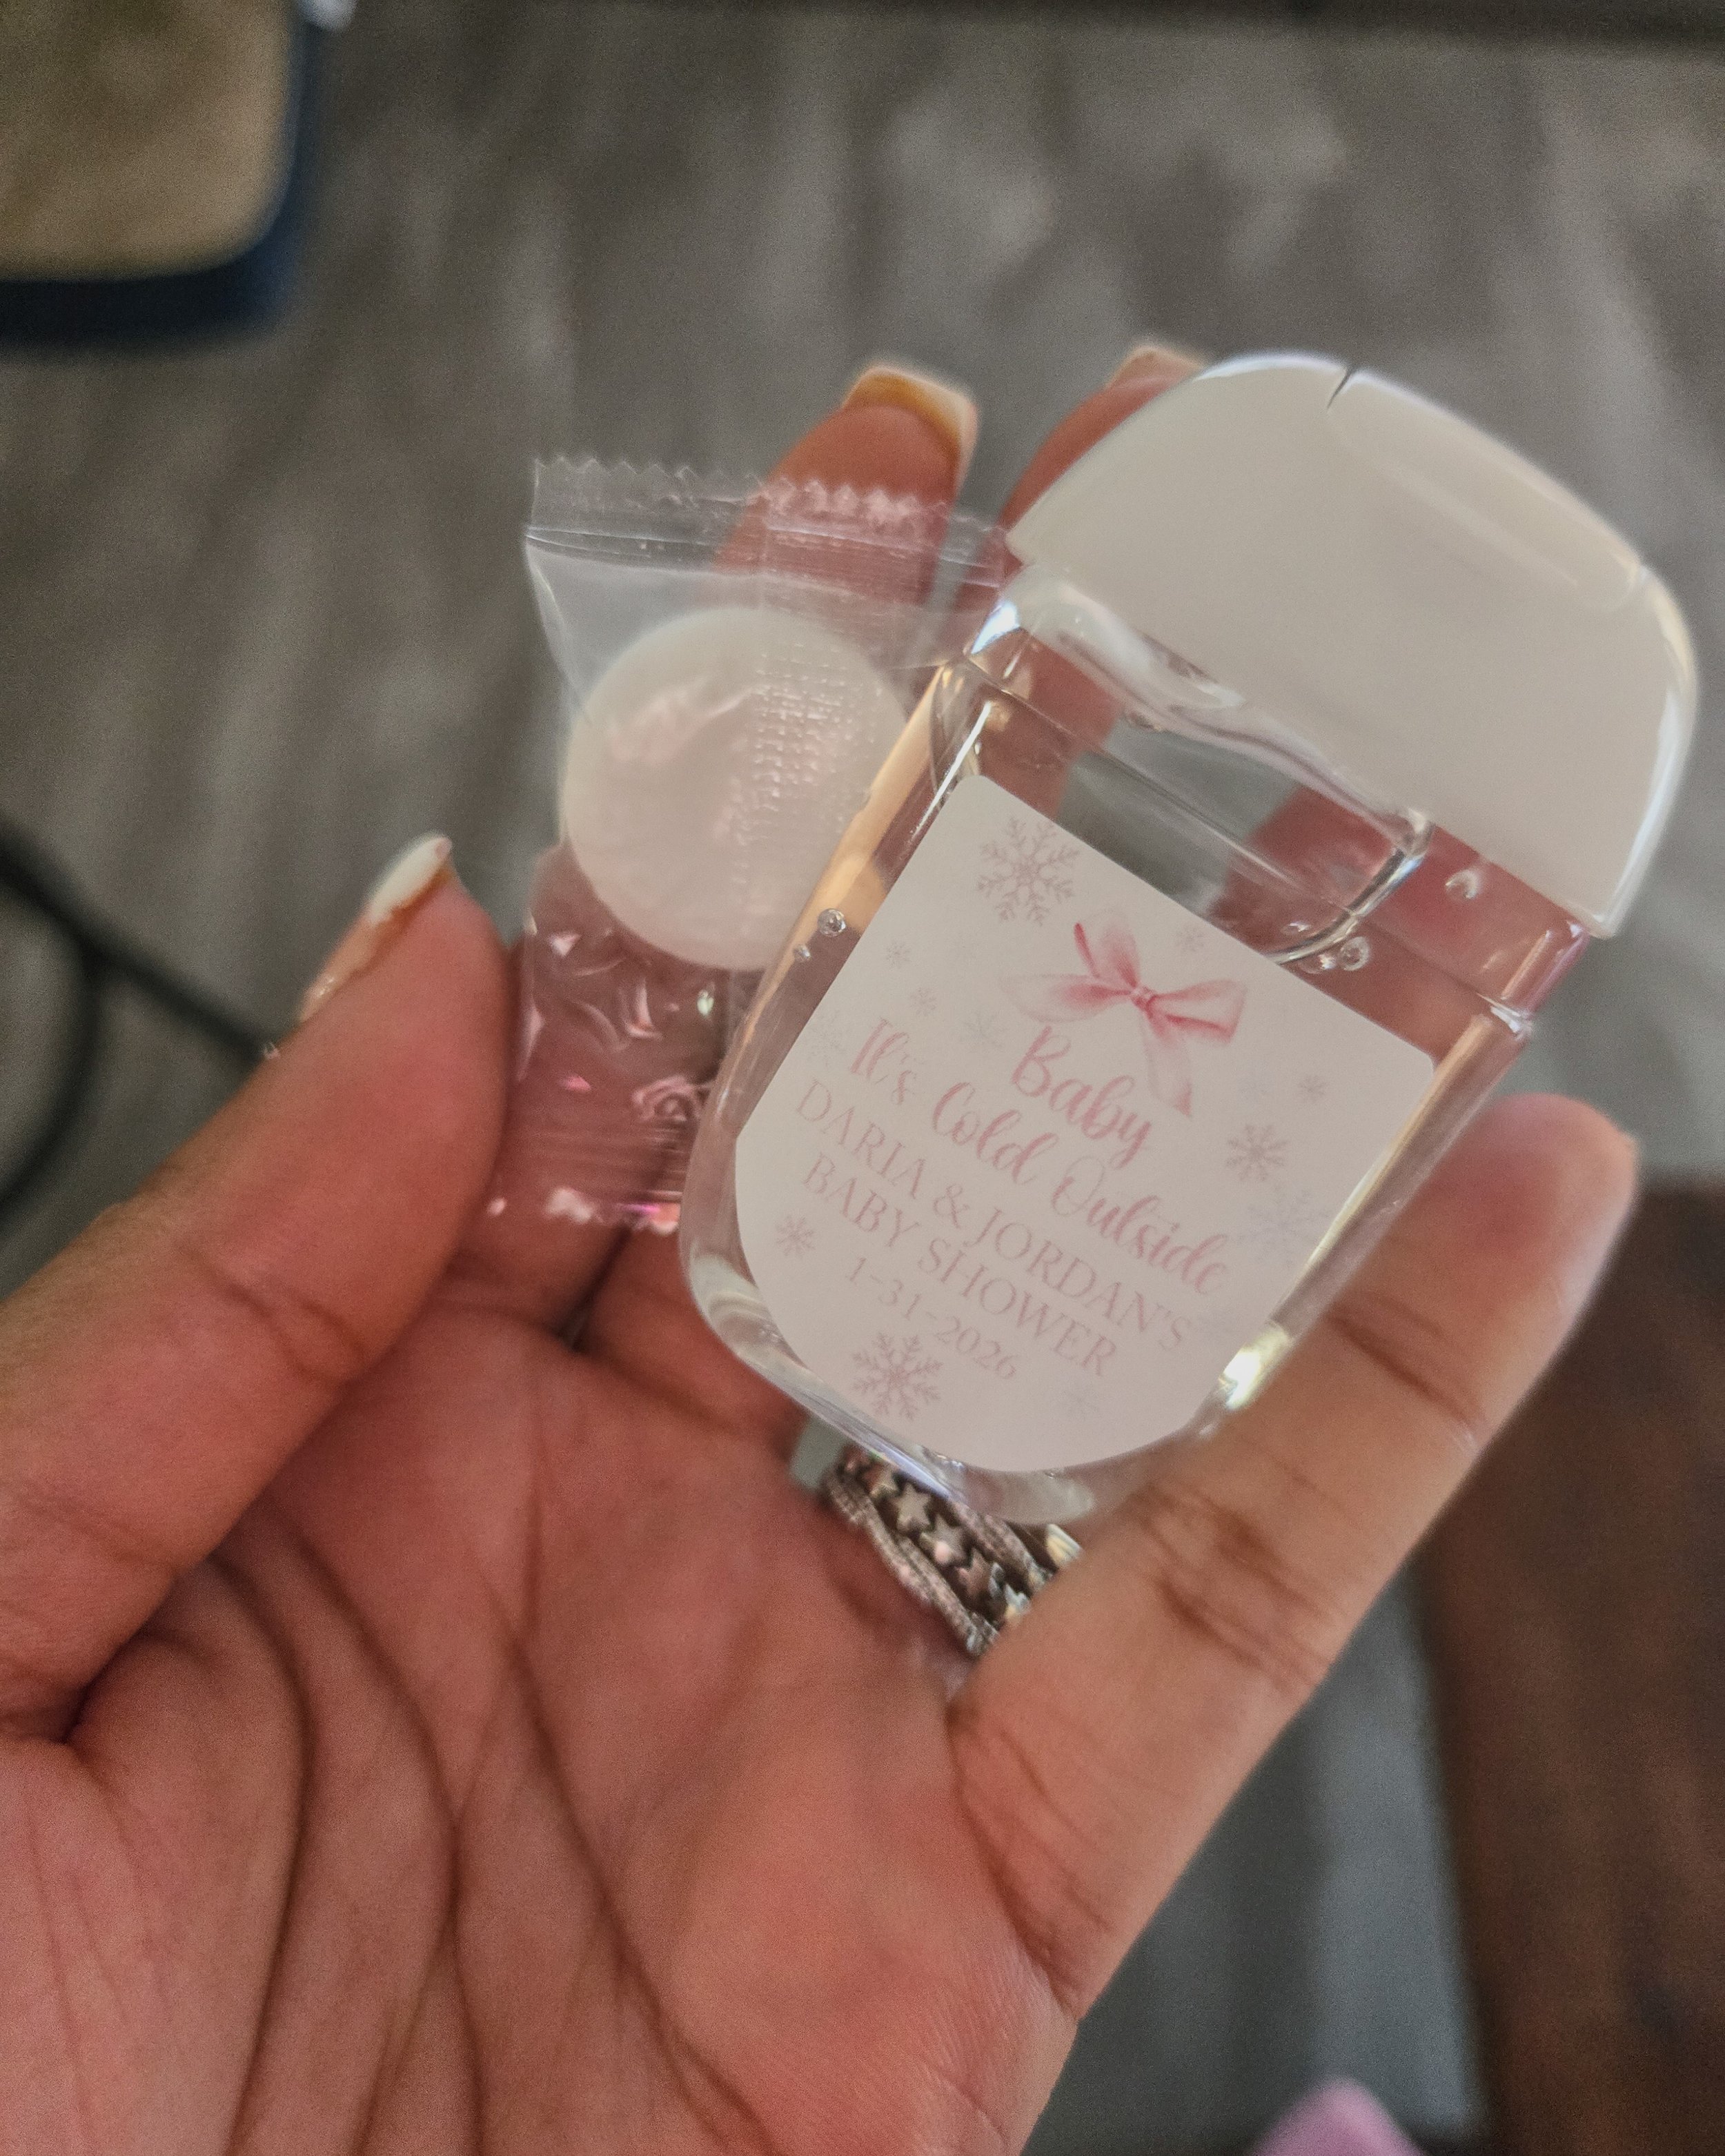 Baby
It's Cold Outside
DARIA & JORDAN'S
BABY SHOWER
1-31-2026